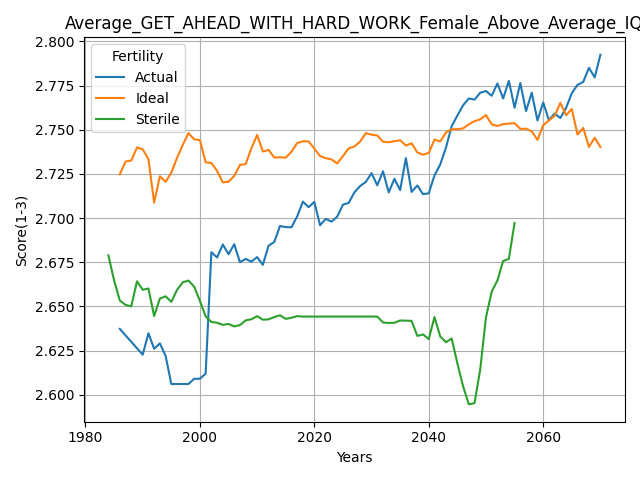 Average_GET_AHEAD_WITH_HARD_WORK_Female_Above_Average_IQ
2.800
2.775
2.750
2.725
2.700
2.675
2.650
2.625
2.600
Score(1-3)
Fertility
Actual
Ideal
Sterile
1980 2000 2020 2040 2060
Years